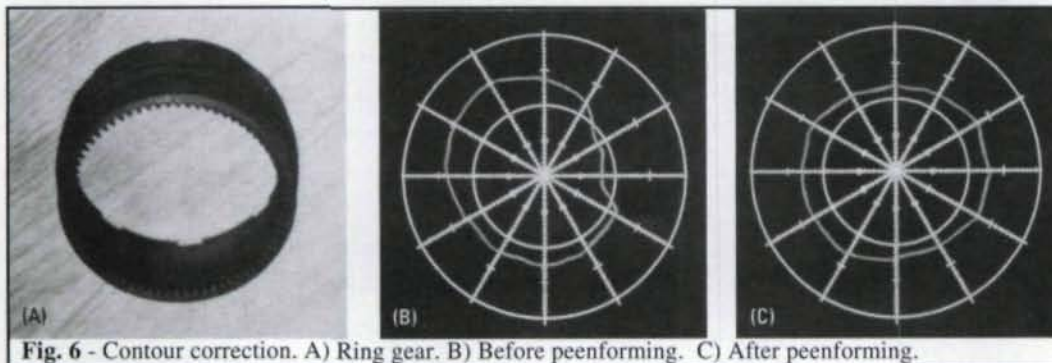 (A)
(B)
(C)
Fig. 6 - Contour correction. A) Ring gear. B) Before peenforming. C) After peenforming.